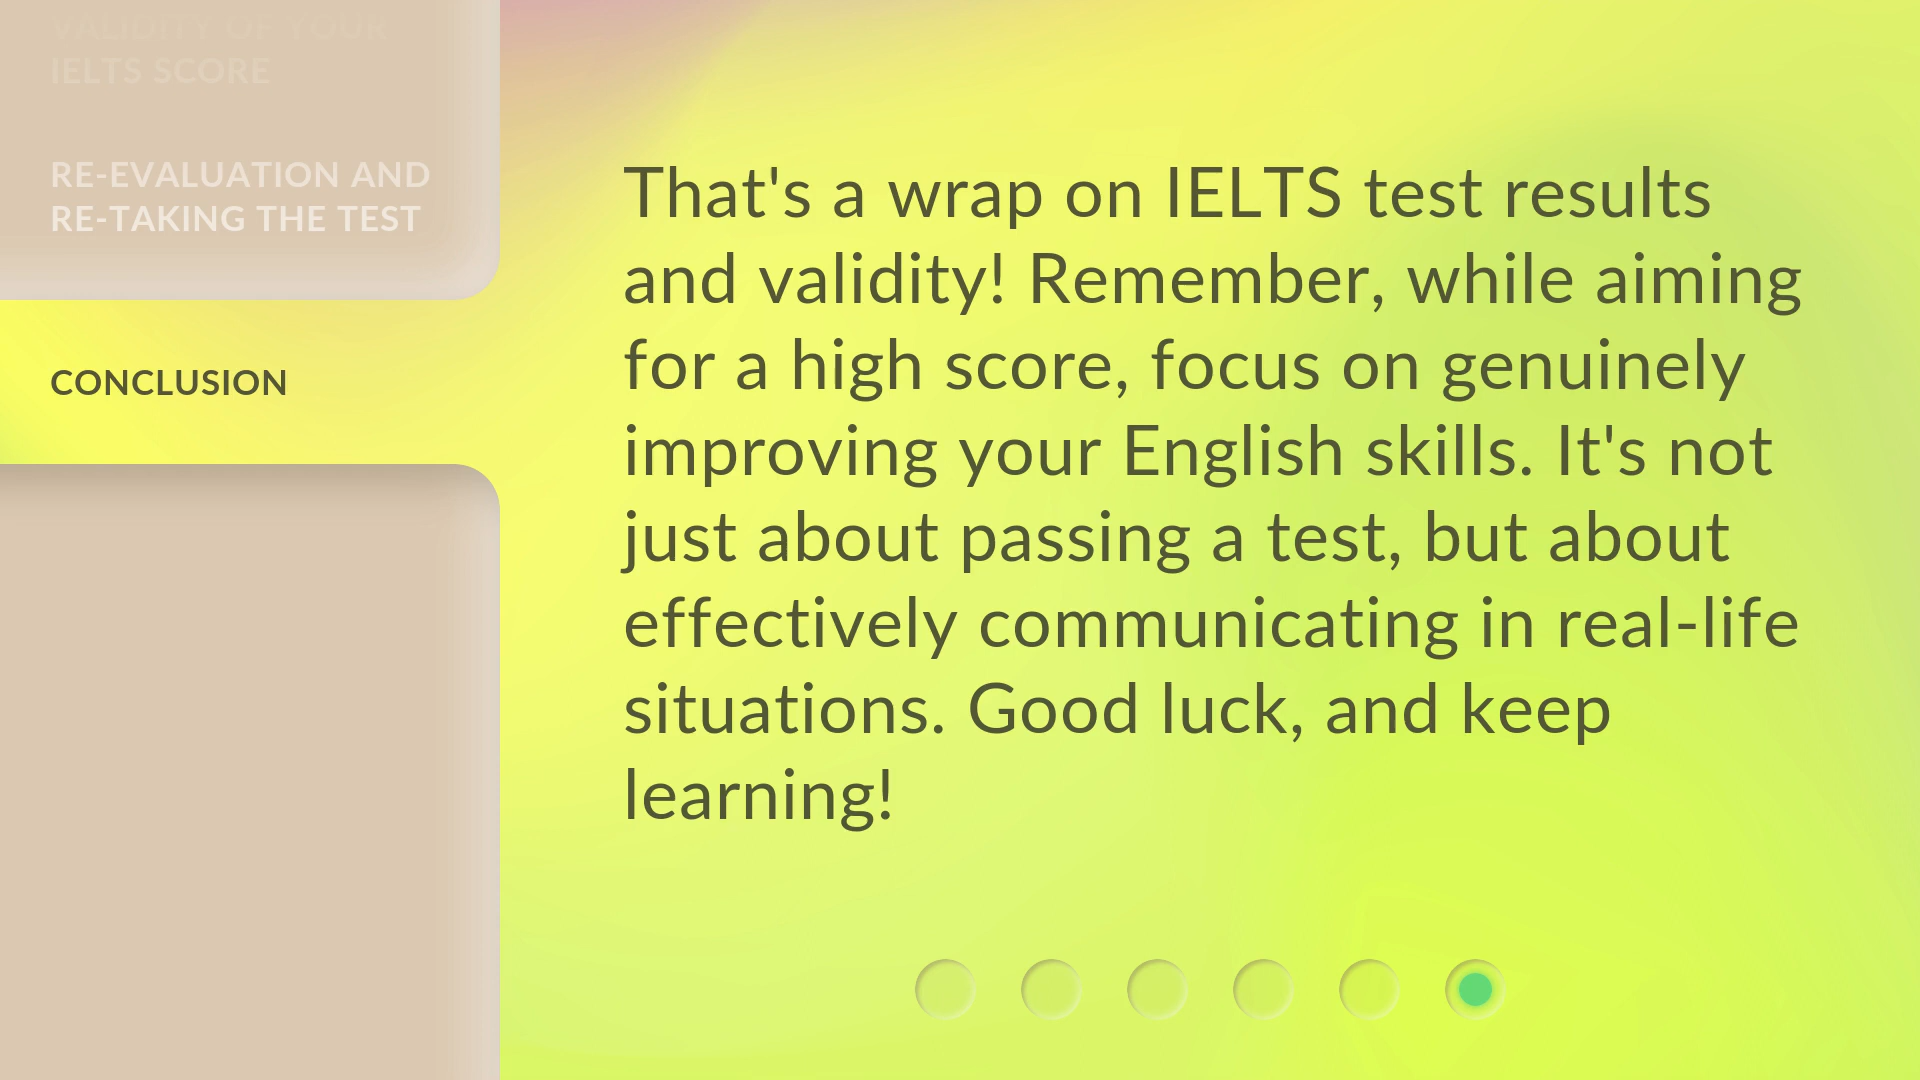 VALIDITY OF YOUR
IELTS SCORE
RE-EVALUATION AND
RE-TAKING THE TEST
CONCLUSION
That's a wrap on IELTS test results
and validity! Remember, while aiming
for a high score, focus on genuinely
improving your English skills. It's not
just about passing a test, but about
effectively communicating in real-life
situations. Good luck, and keep
learning!